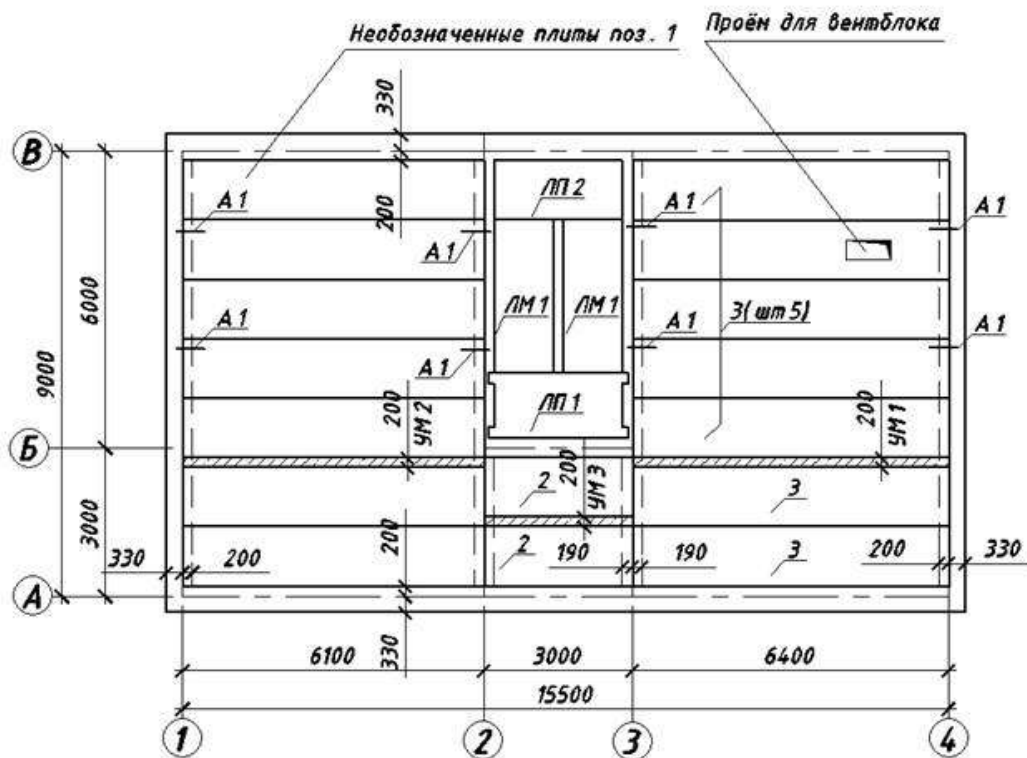 Необозначенные плиты поз. 1
Проём для вентблока
330
В
А 1
ЛП 2
А 1
А 1
200
А 1
А 1
6000
А 1
ЛМ 1
ЛМ 1
А 1
3( шт 5)
А 1
А 1
9000
ЛП 1
200
УМ 2
200
УМ 1
Б
200
УМ 3
2
3
3000
200
330
200
2
190
190
3
200
330
А
330
6100
3000
6400
15500
1
2
3
4